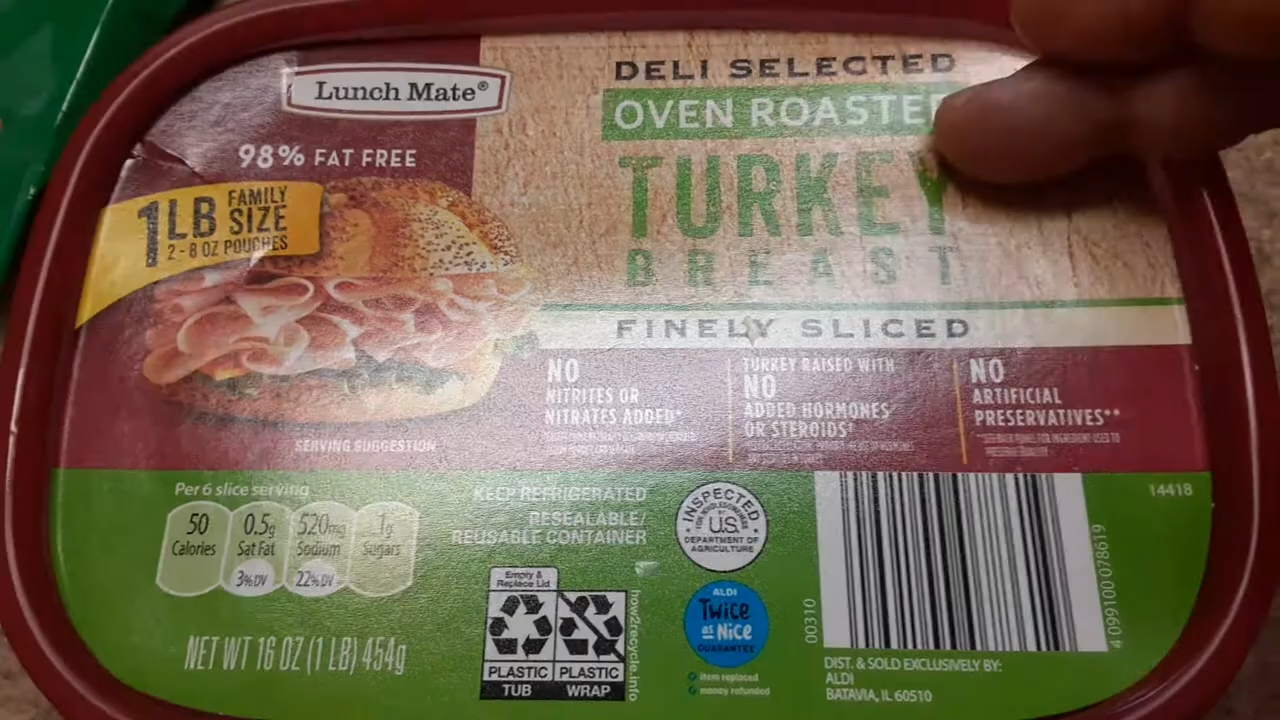 Lunch Mate®
98% FAT FREE
1 LB FAMILY SIZE
2 - 8 OZ POUCHES
DELI SELECTED
OVEN ROASTE
TURKEY
BREAST
FINELY SLICED
NO
NITRITES OR
NITRATES ADDED*
TURKEY RAISED WITH
NO
ADDED HORMONES
OR STEROIDS†
NO
ARTIFICIAL
PRESERVATIVES**
SERVING SUGGESTION
Per 6 slice serving
50
Calories
0.5g
Sat Fat
3% DV
520mg
Sodium
22% DV
1g
Sugars
NET WT 16 OZ (1 LB) 454g
KEEP REFRIGERATED
RESEALABLE/
REUSABLE CONTAINER
Empty &
Replace Lid
PLASTIC
TUB
PLASTIC
WRAP
how2recycle.info
INSPECTED
U.S.
DEPARTMENT OF
AGRICULTURE
ALDI
Twice
as Nice
GUARANTEE
item replaced
money refunded
14418
00310
4 099100 078619
DIST. & SOLD EXCLUSIVELY BY:
ALDI
BATAVIA, IL 60510